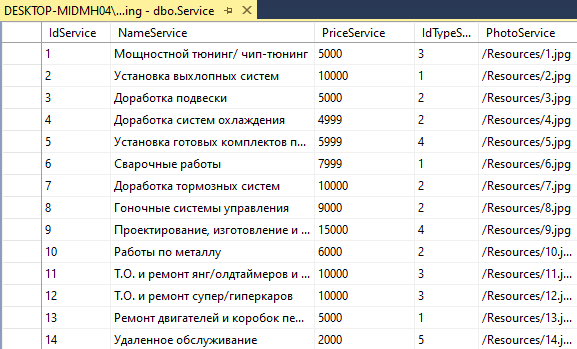 DESKTOP-MIDMH04\...ing - dbo.Service
IdService NameService PriceService IdTypeS... PhotoService
1 Мощностной тюнинг/ чип-тюнинг 5000 3 /Resources/1.jpg
2 Установка выхлопных систем 10000 1 /Resources/2.jpg
3 Доработка подвески 5000 2 /Resources/3.jpg
4 Доработка систем охлаждения 4999 2 /Resources/4.jpg
5 Установка готовых комплектов п... 5999 4 /Resources/5.jpg
6 Сварочные работы 7999 1 /Resources/6.jpg
7 Доработка тормозных систем 10000 2 /Resources/7.jpg
8 Гоночные системы управления 9000 2 /Resources/8.jpg
9 Проектирование, изготовление и ... 15000 4 /Resources/9.jpg
10 Работы по металлу 6000 2 /Resources/10.j...
11 Т.О. и ремонт янг/олдтаймеров и ... 10000 3 /Resources/11.j...
12 Т.О. и ремонт супер/гиперкаров 10000 3 /Resources/12.j...
13 Ремонт двигателей и коробок пе... 5000 1 /Resources/13.j...
14 Удаленное обслуживание 2000 5 /Resources/14.j...